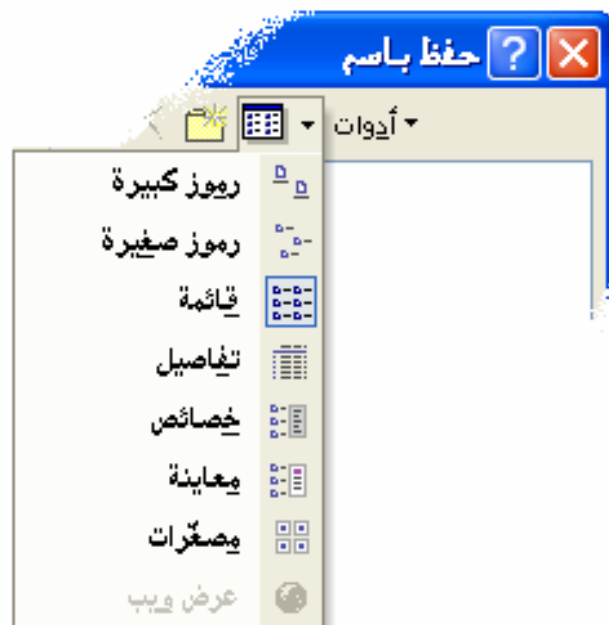 حفظ باسم
أدوات
رموز كبيرة
رموز صغيرة
قائمة
تفاصيل
خصائص
معاينة
مصغّرات
عرض ويب